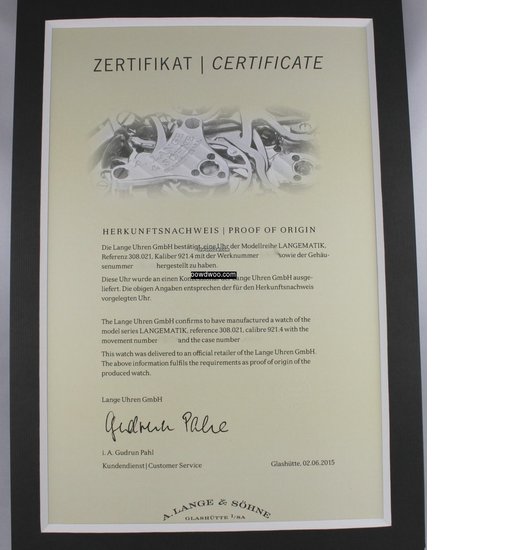 ZERTIFIKAT | CERTIFICATE
HERKUNFTSNACHWEIS | PROOF OF ORIGIN
Die Lange Uhren GmbH bestätigt, eine Uhr der Modellreihe LANGEMATIK,
Referenz 308.021, Kaliber 921.4 mit der Werknummer sowie der Gehäu-
senummer hergestellt zu haben.
bowdwoo.com
Diese Uhr wurde an einen Lange Uhren GmbH ausge-
liefert. Die obigen Angaben entsprechen der für den Herkunftsnachweis
vorgelegten Uhr.
The Lange Uhren GmbH confirms to have manufactured a watch of the
model series LANGEMATIK, reference 308.021, calibre 921.4 with the
movement number and the case number
This watch was delivered to an official retailer of the Lange Uhren GmbH.
The above information fulfils the requirements as proof of origin of the
produced watch.
Lange Uhren GmbH
Gudrun Pahl
i. A. Gudrun Pahl
Kundendienst | Customer Service Glashütte, 02.06.2015
A. LANGE & SÖHNE
GLASHÜTTE I/SA